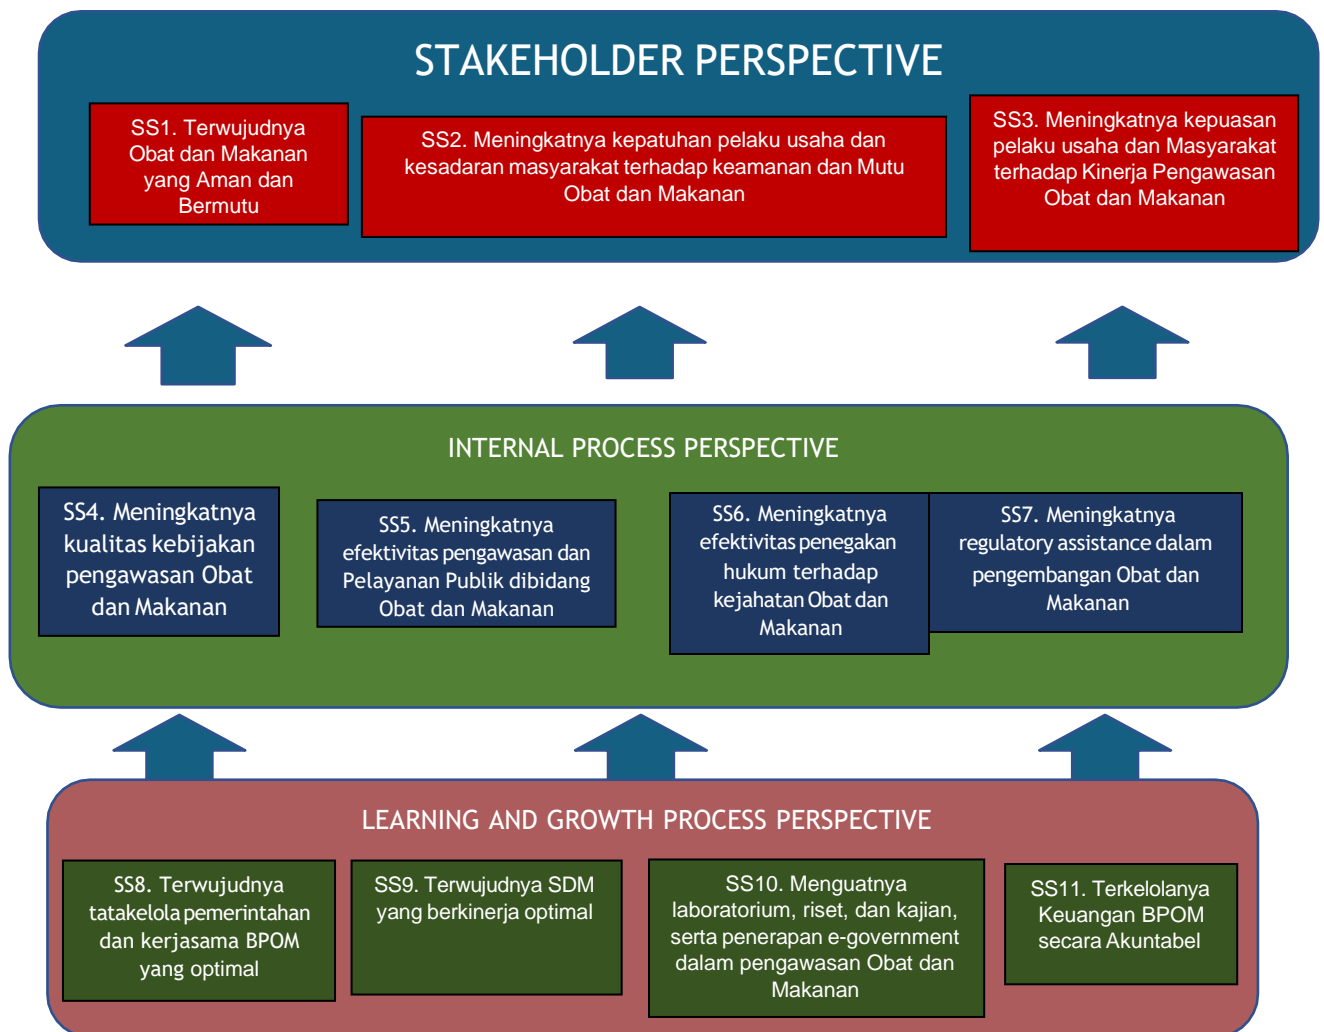 STAKEHOLDER PERSPECTIVE
SS1. Terwujudnya
Obat dan Makanan
yang Aman dan
Bermutu
SS2. Meningkatnya kepatuhan pelaku usaha dan
kesadaran masyarakat terhadap keamanan dan Mutu
Obat dan Makanan
SS3. Meningkatnya kepuasan
pelaku usaha dan Masyarakat
terhadap Kinerja Pengawasan
Obat dan Makanan
INTERNAL PROCESS PERSPECTIVE
SS4. Meningkatnya
kualitas kebijakan
pengawasan Obat
dan Makanan
SS5. Meningkatnya
efektivitas pengawasan dan
Pelayanan Publik dibidang
Obat dan Makanan
SS6. Meningkatnya
efektivitas penegakan
hukum terhadap
kejahatan Obat dan
Makanan
SS7. Meningkatnya
regulatory assistance dalam
pengembangan Obat dan
Makanan
LEARNING AND GROWTH PROCESS PERSPECTIVE
SS8. Terwujudnya
tatakelola pemerintahan
dan kerjasama BPOM
yang optimal
SS9. Terwujudnya SDM
yang berkinerja optimal
SS10. Menguatnya
laboratorium, riset, dan kajian,
serta penerapan e-government
dalam pengawasan Obat dan
Makanan
SS11. Terkelolanya
Keuangan BPOM
secara Akuntabel